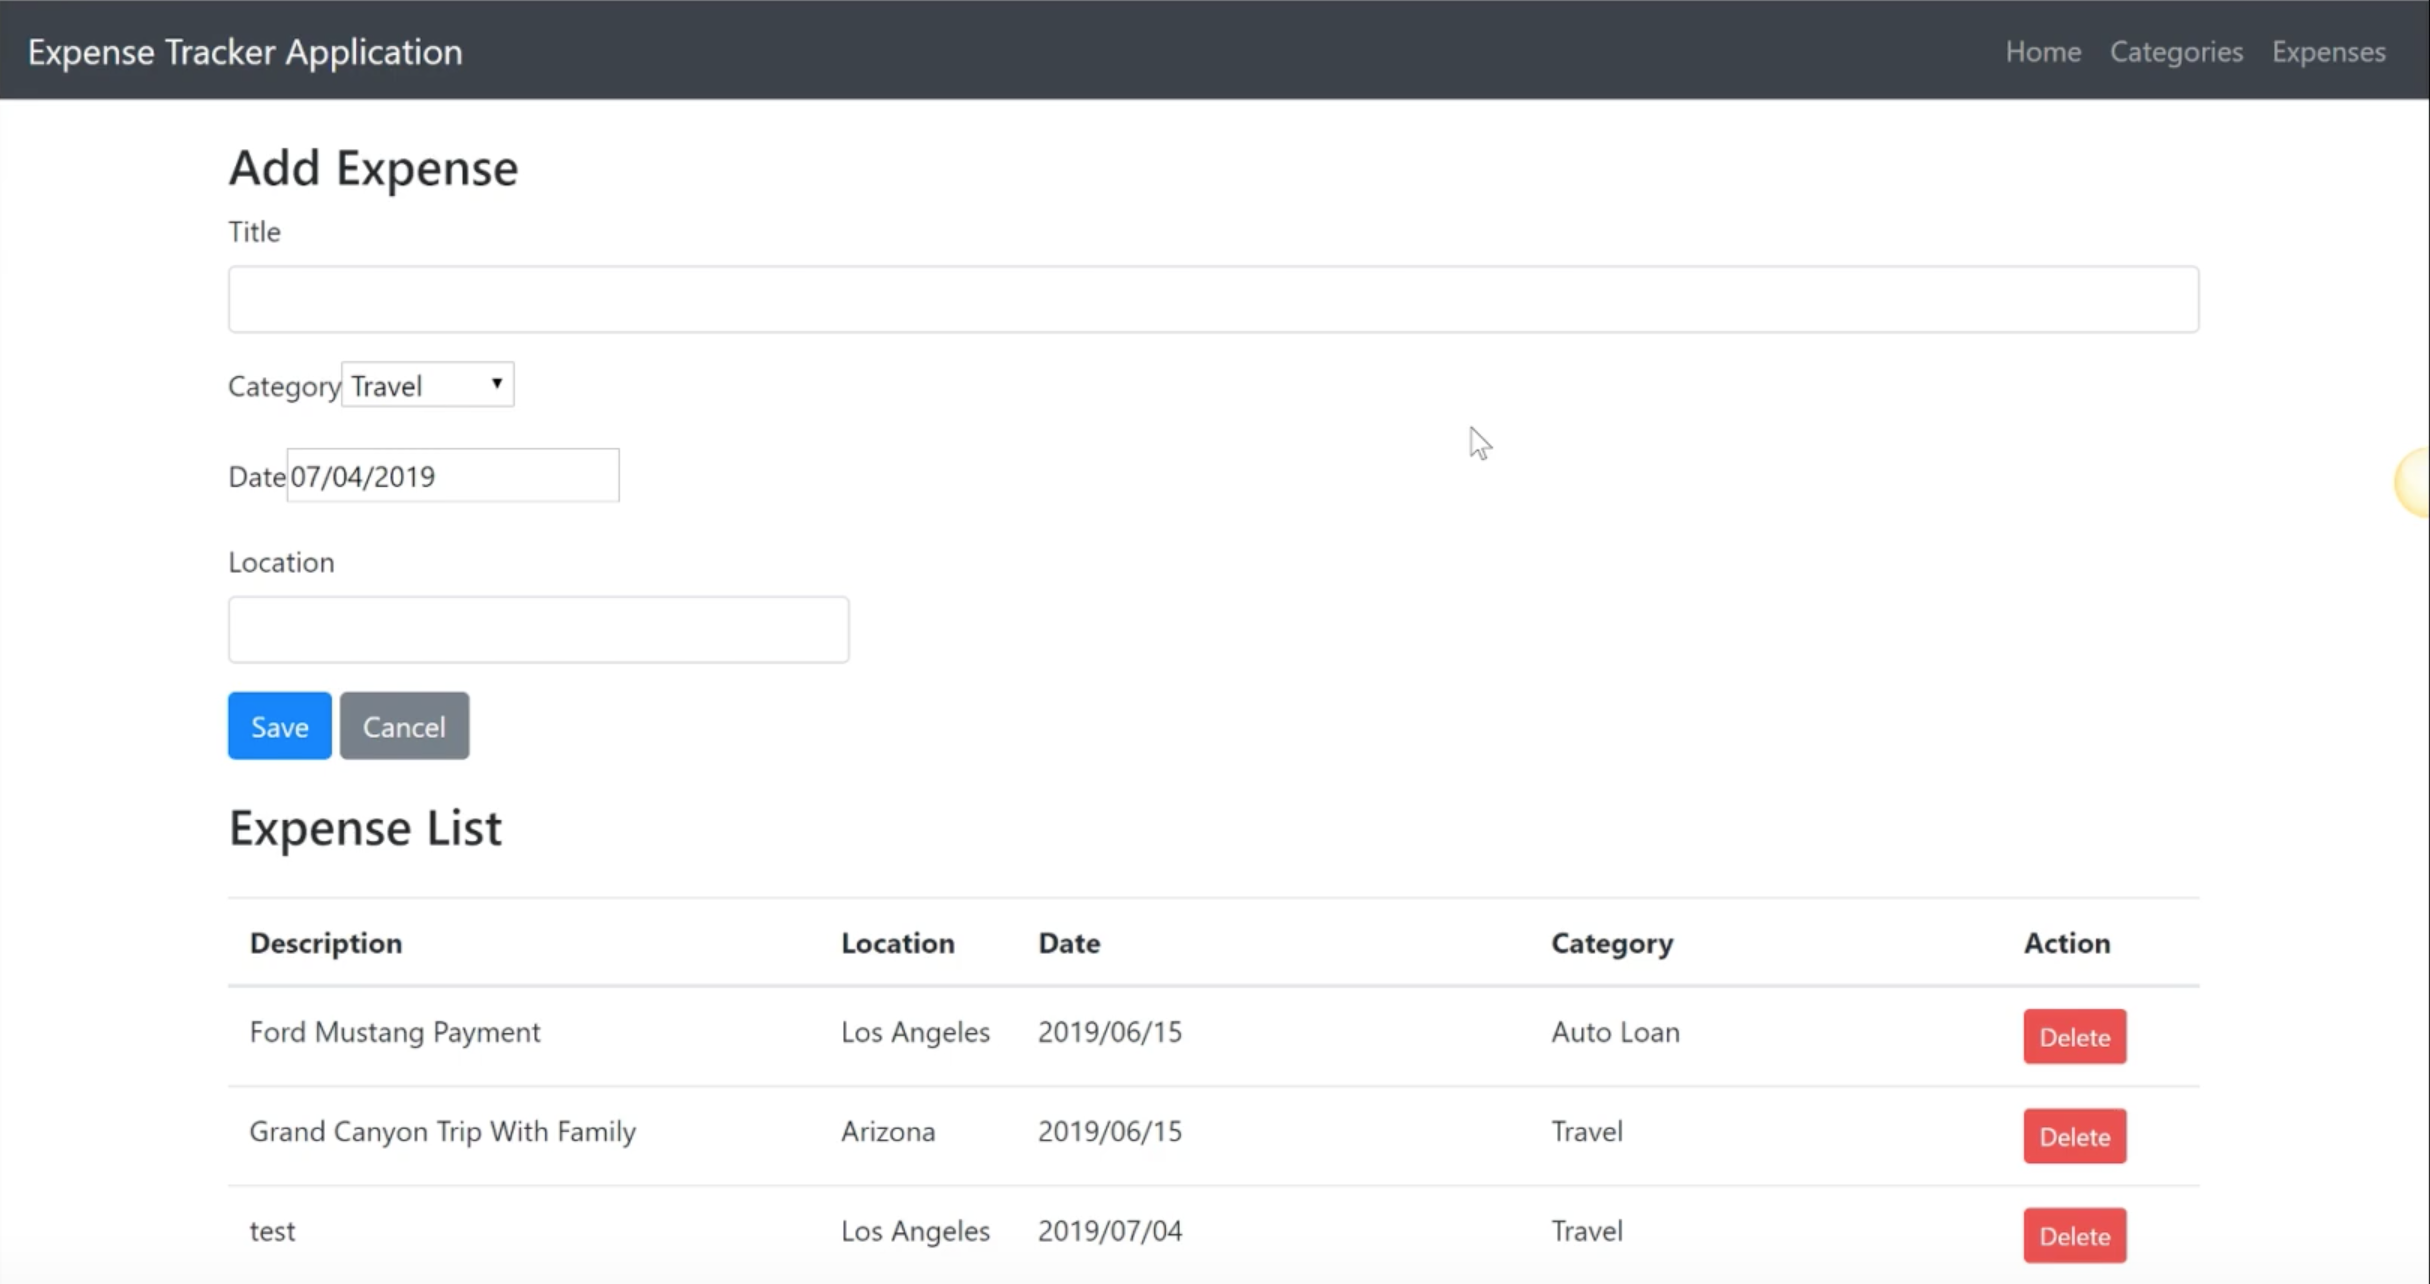 Expense Tracker Application Home Categories Expenses
Add Expense
Title
Category Travel
Date 07/04/2019
Location
Save Cancel
Expense List
Description Location Date Category Action
Ford Mustang Payment Los Angeles 2019/06/15 Auto Loan Delete
Grand Canyon Trip With Family Arizona 2019/06/15 Travel Delete
test Los Angeles 2019/07/04 Travel Delete